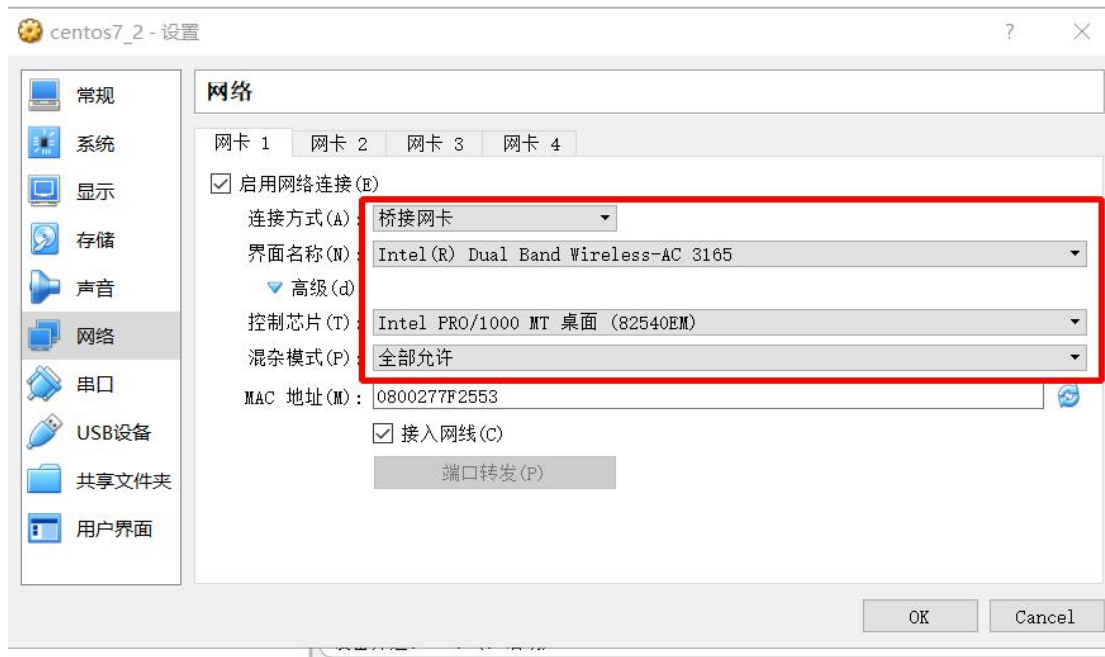 centos7_2 - 设置
常规
系统
显示
存储
声音
网络
串口
USB设备
共享文件夹
用户界面
网络
网卡 1 网卡 2 网卡 3 网卡 4
启用网络连接(E)
连接方式(A): 桥接网卡
界面名称(N): Intel(R) Dual Band Wireless-AC 3165
高级(d)
控制芯片(T): Intel PRO/1000 MT 桌面 (82540EM)
混杂模式(P): 全部允许
MAC 地址(M): 0800277F2553
接入网线(C)
端口转发(P)
OK Cancel